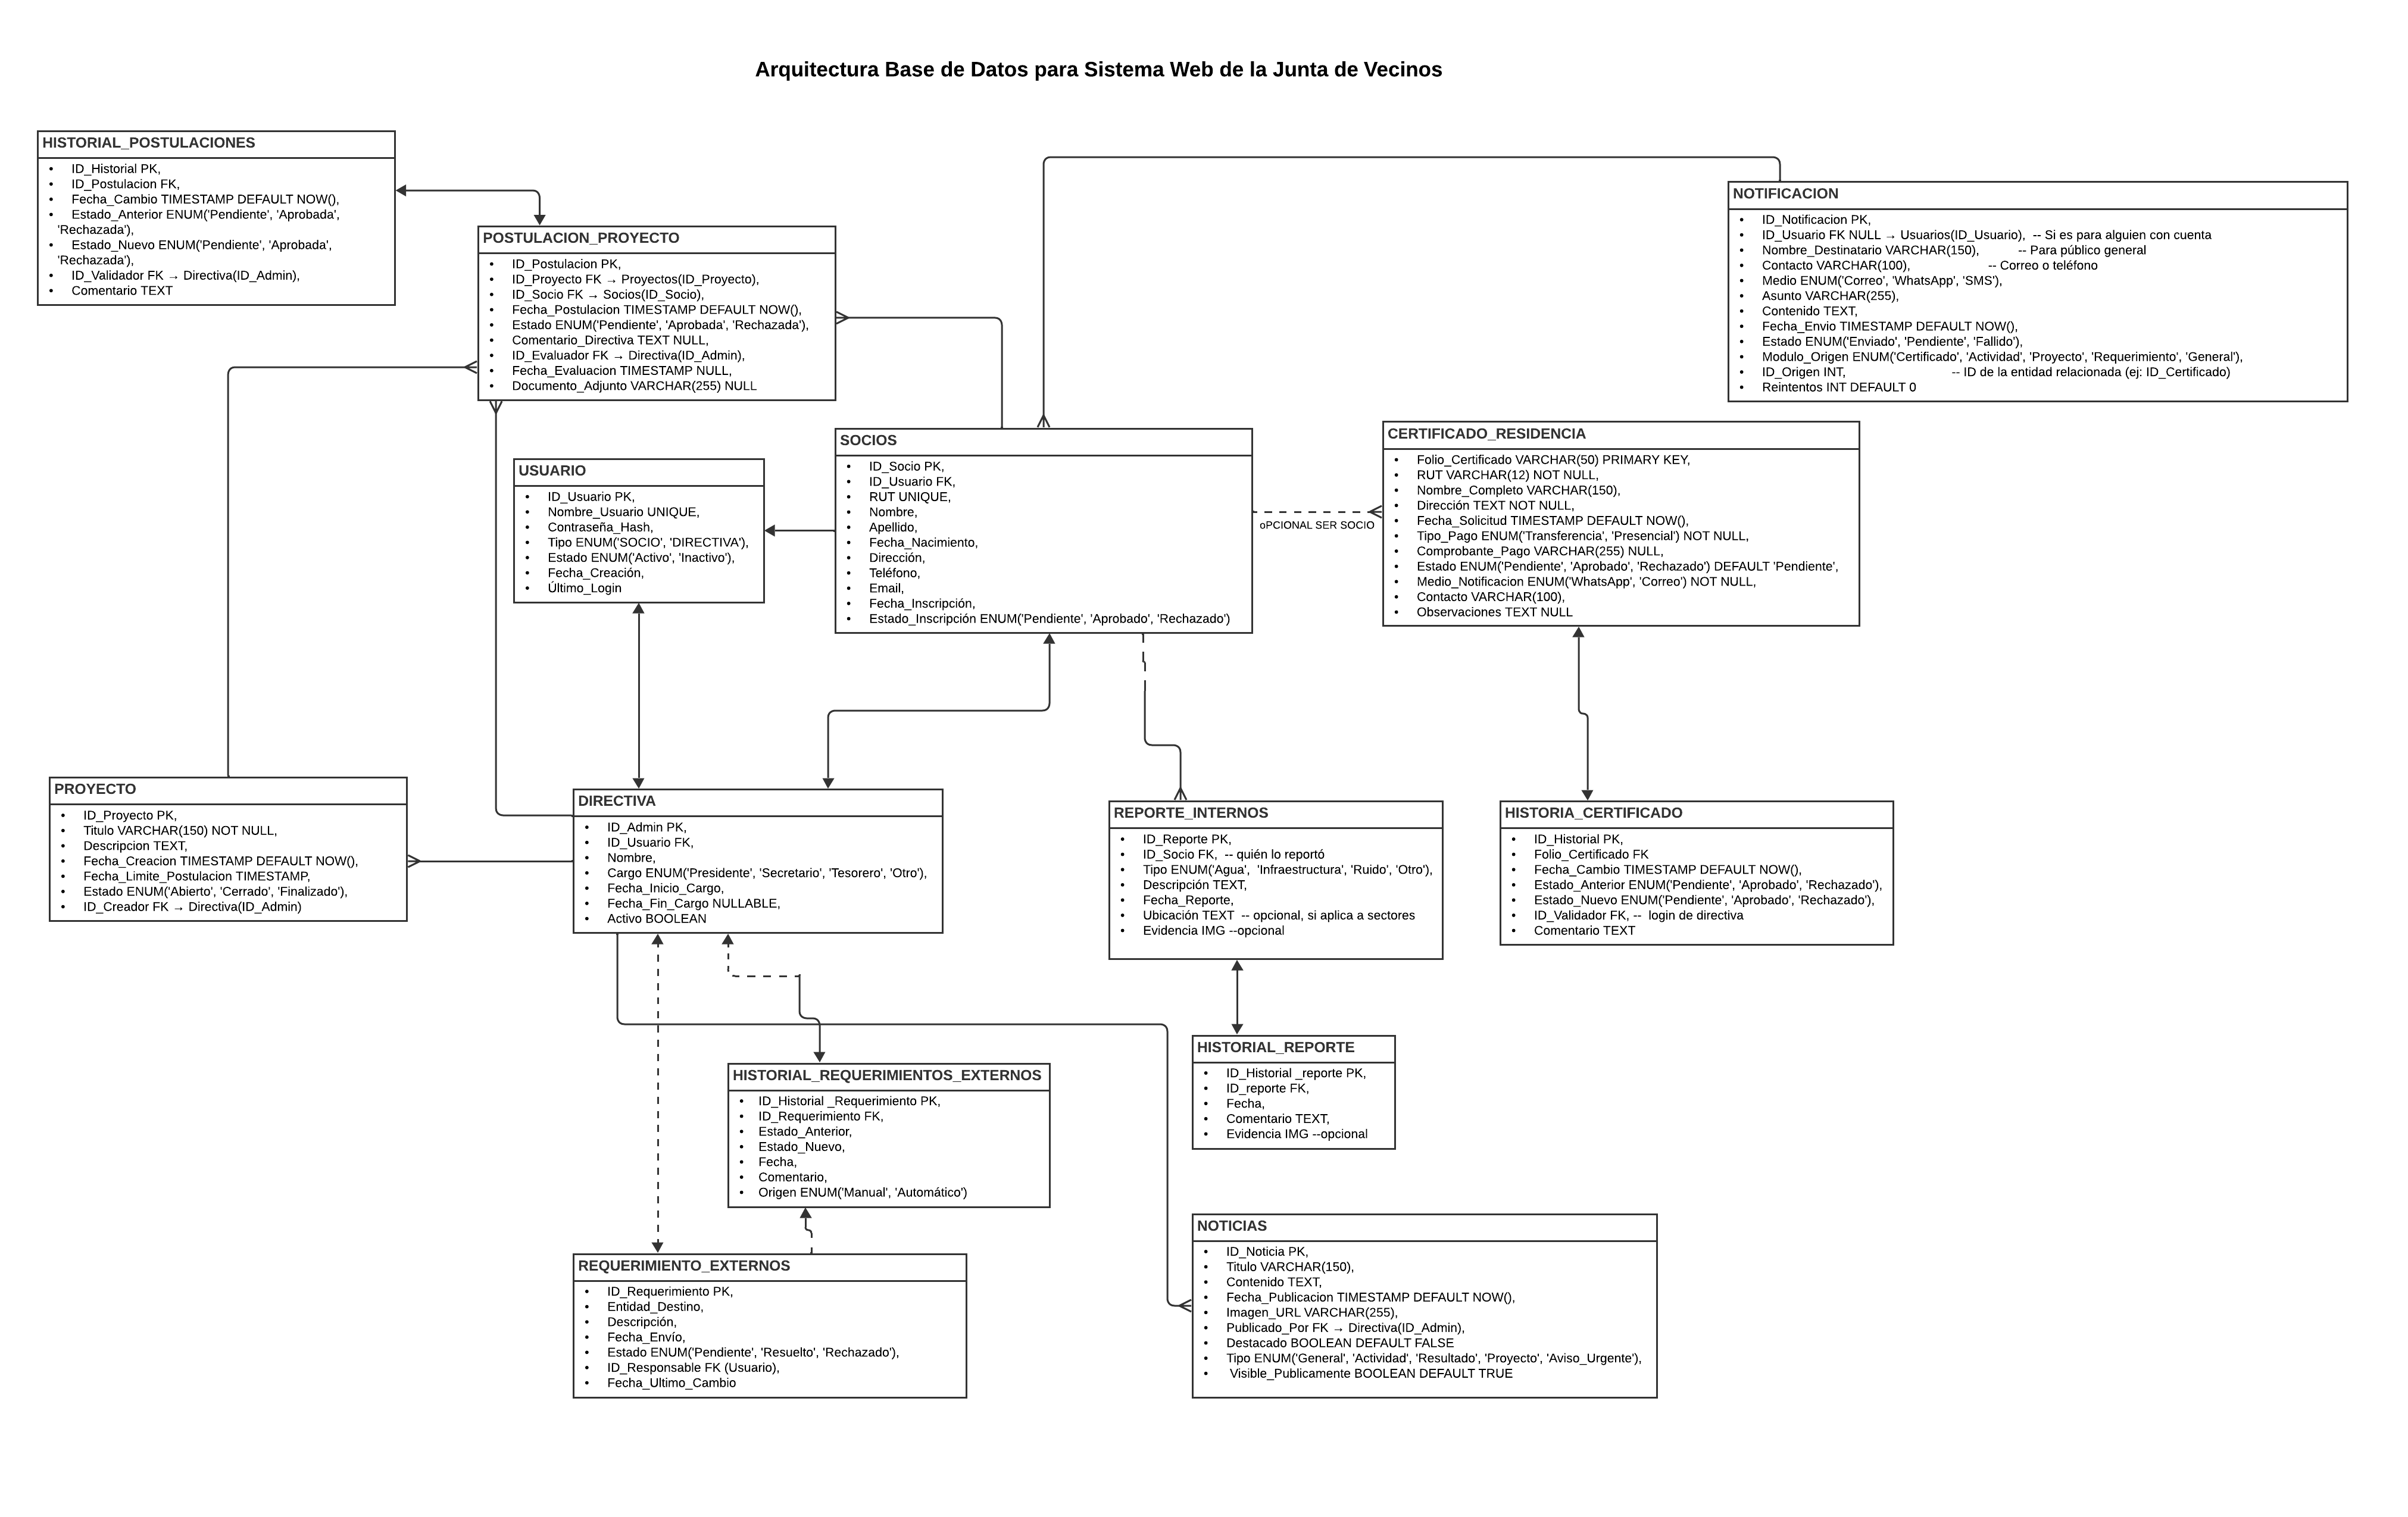 Arquitectura Base de Datos para Sistema Web de la Junta de Vecinos
HISTORIAL_POSTULACIONES
• ID_Historial PK,
• ID_Postulacion FK,
• Fecha_Cambio TIMESTAMP DEFAULT NOW(),
• Estado_Anterior ENUM('Pendiente', 'Aprobada',
'Rechazada'),
• Estado_Nuevo ENUM('Pendiente', 'Aprobada',
'Rechazada'),
• ID_Validador FK → Directiva(ID_Admin),
• Comentario TEXT
POSTULACION_PROYECTO
• ID_Postulacion PK,
• ID_Proyecto FK → Proyectos(ID_Proyecto),
• ID_Socio FK → Socios(ID_Socio),
• Fecha_Postulacion TIMESTAMP DEFAULT NOW(),
• Estado ENUM('Pendiente', 'Aprobada', 'Rechazada'),
• Comentario_Directiva TEXT NULL,
• ID_Evaluador FK → Directiva(ID_Admin),
• Fecha_Evaluacion TIMESTAMP NULL,
• Documento_Adjunto VARCHAR(255) NULL
NOTIFICACION
• ID_Notificacion PK,
• ID_Usuario FK NULL → Usuarios(ID_Usuario), -- Si es para alguien con cuenta
• Nombre_Destinatario VARCHAR(150), -- Para público general
• Contacto VARCHAR(100), -- Correo o teléfono
• Medio ENUM('Correo', 'WhatsApp', 'SMS'),
• Asunto VARCHAR(255),
• Contenido TEXT,
• Fecha_Envio TIMESTAMP DEFAULT NOW(),
• Estado ENUM('Enviado', 'Pendiente', 'Fallido'),
• Modulo_Origen ENUM('Certificado', 'Actividad', 'Proyecto', 'Requerimiento', 'General'),
• ID_Origen INT, -- ID de la entidad relacionada (ej: ID_Certificado)
• Reintentos INT DEFAULT 0
USUARIO
• ID_Usuario PK,
• Nombre_Usuario UNIQUE,
• Contraseña_Hash,
• Tipo ENUM('SOCIO', 'DIRECTIVA'),
• Estado ENUM('Activo', 'Inactivo'),
• Fecha_Creación,
• Último_Login
SOCIOS
• ID_Socio PK,
• ID_Usuario FK,
• RUT UNIQUE,
• Nombre,
• Apellido,
• Fecha_Nacimiento,
• Dirección,
• Teléfono,
• Email,
• Fecha_Inscripción,
• Estado_Inscripción ENUM('Pendiente', 'Aprobado', 'Rechazado')
oPCIONAL SER SOCIO
CERTIFICADO_RESIDENCIA
• Folio_Certificado VARCHAR(50) PRIMARY KEY,
• RUT VARCHAR(12) NOT NULL,
• Nombre_Completo VARCHAR(150),
• Dirección TEXT NOT NULL,
• Fecha_Solicitud TIMESTAMP DEFAULT NOW(),
• Tipo_Pago ENUM('Transferencia', 'Presencial') NOT NULL,
• Comprobante_Pago VARCHAR(255) NULL,
• Estado ENUM('Pendiente', 'Aprobado', 'Rechazado') DEFAULT 'Pendiente',
• Medio_Notificacion ENUM('WhatsApp', 'Correo') NOT NULL,
• Contacto VARCHAR(100),
• Observaciones TEXT NULL
PROYECTO
• ID_Proyecto PK,
• Titulo VARCHAR(150) NOT NULL,
• Descripcion TEXT,
• Fecha_Creacion TIMESTAMP DEFAULT NOW(),
• Fecha_Limite_Postulacion TIMESTAMP,
• Estado ENUM('Abierto', 'Cerrado', 'Finalizado'),
• ID_Creador FK → Directiva(ID_Admin)
DIRECTIVA
• ID_Admin PK,
• ID_Usuario FK,
• Nombre,
• Cargo ENUM('Presidente', 'Secretario', 'Tesorero', 'Otro'),
• Fecha_Inicio_Cargo,
• Fecha_Fin_Cargo NULLABLE,
• Activo BOOLEAN
REPORTE_INTERNOS
• ID_Reporte PK,
• ID_Socio FK, -- quién lo reportó
• Tipo ENUM('Agua', 'Infraestructura', 'Ruido', 'Otro'),
• Descripción TEXT,
• Fecha_Reporte,
• Ubicación TEXT -- opcional, si aplica a sectores
• Evidencia IMG --opcional
HISTORIA_CERTIFICADO
• ID_Historial PK,
• Folio_Certificado FK
• Fecha_Cambio TIMESTAMP DEFAULT NOW(),
• Estado_Anterior ENUM('Pendiente', 'Aprobado', 'Rechazado'),
• Estado_Nuevo ENUM('Pendiente', 'Aprobado', 'Rechazado'),
• ID_Validador FK, -- login de directiva
• Comentario TEXT
HISTORIAL_REPORTE
• ID_Historial _reporte PK,
• ID_reporte FK,
• Fecha,
• Comentario TEXT,
• Evidencia IMG --opcional
HISTORIAL_REQUERIMIENTOS_EXTERNOS
• ID_Historial _Requerimiento PK,
• ID_Requerimiento FK,
• Estado_Anterior,
• Estado_Nuevo,
• Fecha,
• Comentario,
• Origen ENUM('Manual', 'Automático')
REQUERIMIENTO_EXTERNOS
• ID_Requerimiento PK,
• Entidad_Destino,
• Descripción,
• Fecha_Envío,
• Estado ENUM('Pendiente', 'Resuelto', 'Rechazado'),
• ID_Responsable FK (Usuario),
• Fecha_Ultimo_Cambio
NOTICIAS
• ID_Noticia PK,
• Titulo VARCHAR(150),
• Contenido TEXT,
• Fecha_Publicacion TIMESTAMP DEFAULT NOW(),
• Imagen_URL VARCHAR(255),
• Publicado_Por FK → Directiva(ID_Admin),
• Destacado BOOLEAN DEFAULT FALSE
• Tipo ENUM('General', 'Actividad', 'Resultado', 'Proyecto', 'Aviso_Urgente'),
• Visible_Publicamente BOOLEAN DEFAULT TRUE